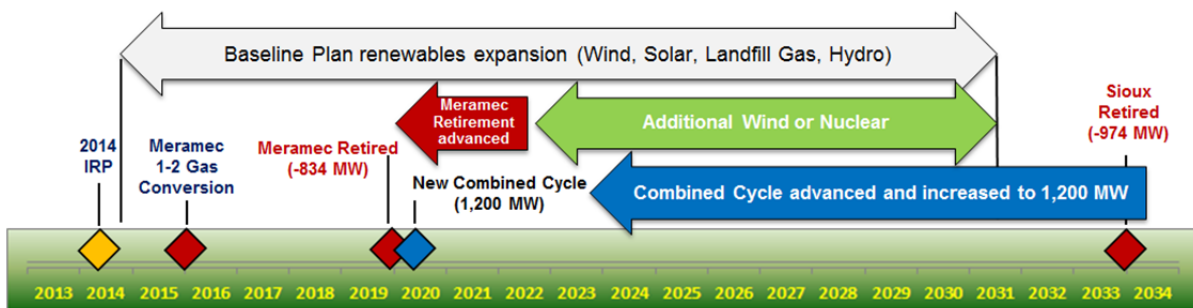 Baseline Plan renewables expansion (Wind, Solar, Landfill Gas, Hydro)
Meramec
Retirement
advanced
Additional Wind or Nuclear
Sioux
Retired
(-974 MW)
2014
IRP
Meramec
1-2 Gas
Conversion
Meramec Retired
(-834 MW)
New Combined Cycle
(1,200 MW)
Combined Cycle advanced and increased to 1,200 MW
2013 2014 2015 2016 2017 2018 2019 2020 2021 2022 2023 2024 2025 2026 2027 2028 2029 2030 2031 2032 2033 2034